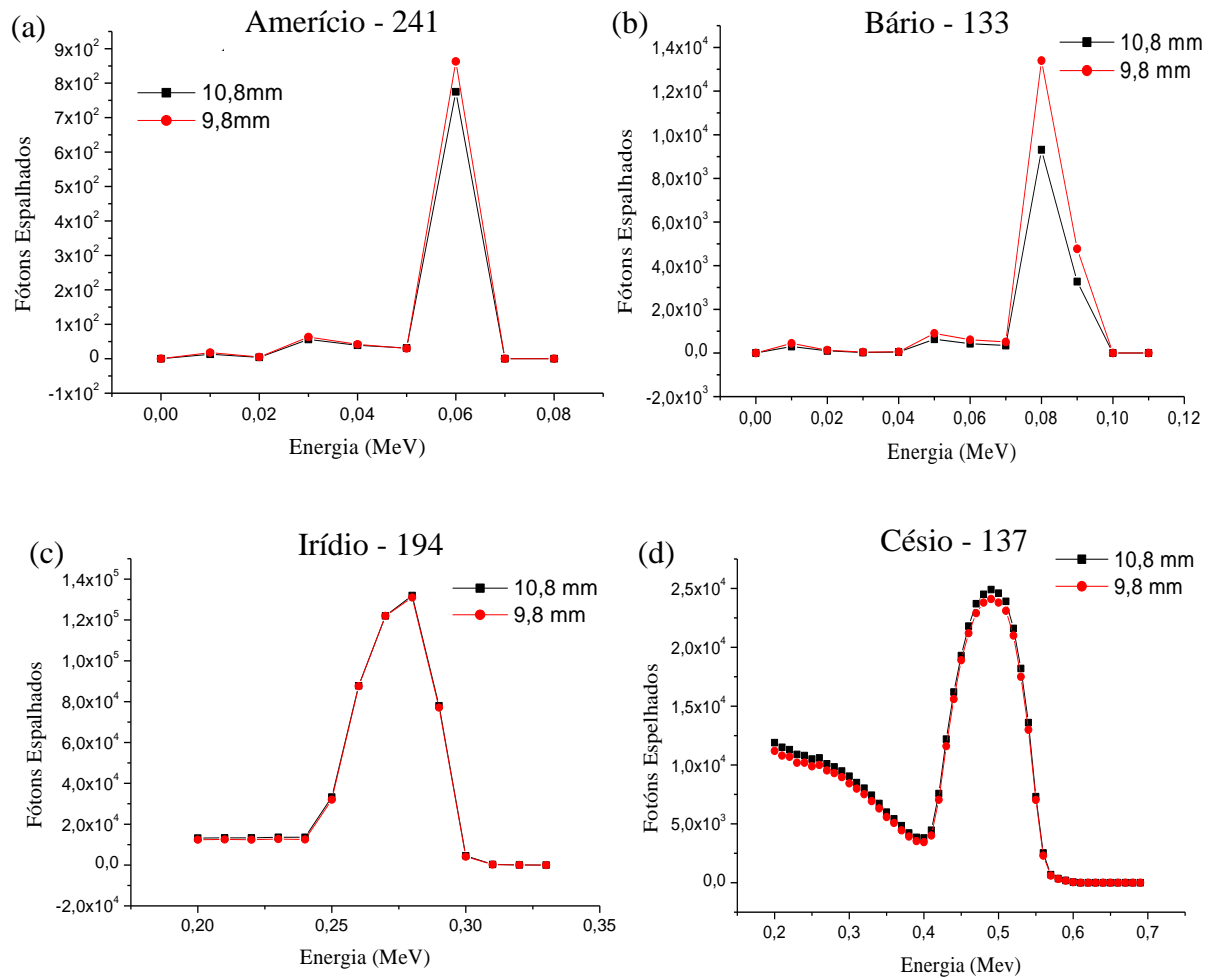 (a)
Amerício - 241
9x10²
8x10²
7x10²
6x10²
5x10²
4x10²
3x10²
2x10²
1x10²
0
-1x10²
10,8mm
9,8mm
Fótons Espalhados
0,00 0,02 0,04 0,06 0,08
Energia (MeV)
(b)
Bário - 133
1,4x10⁴
1,2x10⁴
1,0x10⁴
8,0x10³
6,0x10³
4,0x10³
2,0x10³
0,0
-2,0x10³
10,8 mm
9,8 mm
Fótons Espalhados
0,00 0,02 0,04 0,06 0,08 0,10 0,12
Energia (MeV)
(c)
Irídio - 194
1,4x10⁵
1,2x10⁵
1,0x10⁵
8,0x10⁴
6,0x10⁴
4,0x10⁴
2,0x10⁴
0,0
-2,0x10⁴
10,8 mm
9,8 mm
Fótons Espalhados
0,20 0,25 0,30 0,35
Energia (MeV)
(d)
Césio - 137
2,5x10⁴
2,0x10⁴
1,5x10⁴
1,0x10⁴
5,0x10³
0,0
10,8 mm
9,8 mm
Fotóns Espelhados
0,2 0,3 0,4 0,5 0,6 0,7
Energia (Mev)